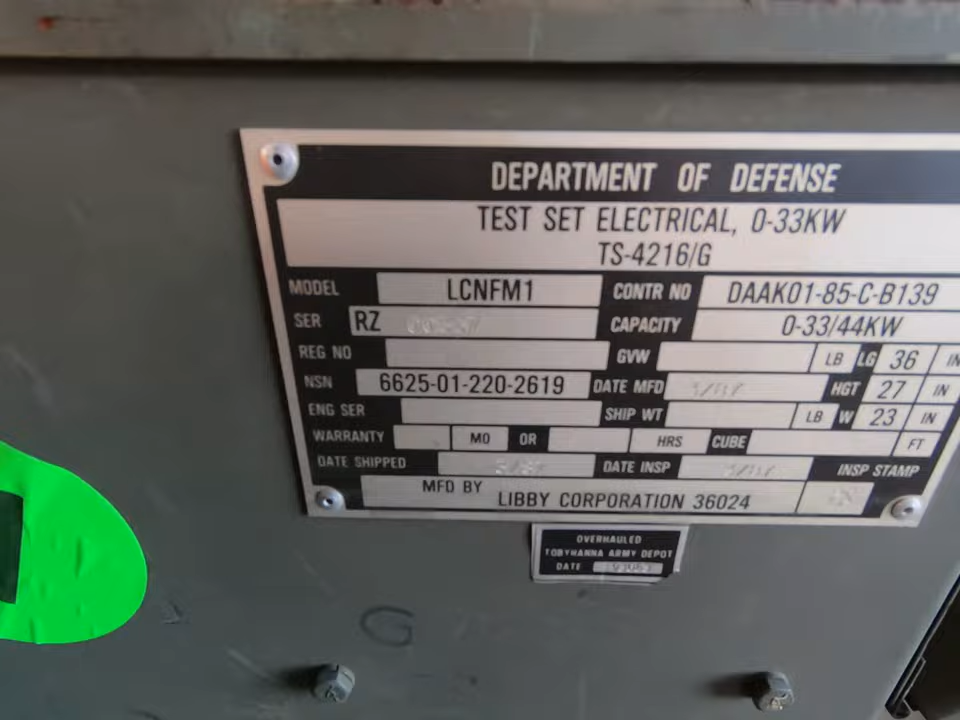 DEPARTMENT OF DEFENSE
TEST SET ELECTRICAL, 0-33KW
TS-4216/G
MODEL LCNFM1 CONTR NO DAAK01-85-C-B139
SER RZ CAPACITY 0-33/44KW
REG NO GVW LB LG 36 IN
NSN 6625-01-220-2619 DATE MFD HGT 27 IN
ENG SER SHIP WT LB W 23 IN
WARRANTY MO OR HRS CUBE FT
DATE SHIPPED DATE INSP INSP STAMP
MFD BY LIBBY CORPORATION 36024
OVERHAULED
TOBYHANNA ARMY DEPOT
DATE
G